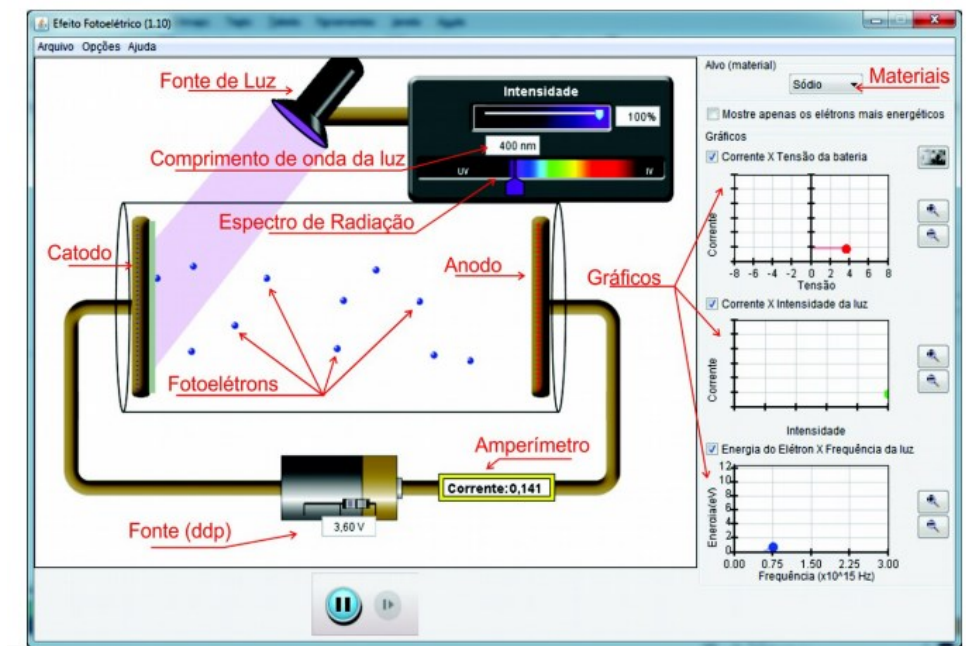 Efeito Fotoelétrico (1.10)
Arquivo Opções Ajuda
Fonte de Luz
Intensidade
100%
400 nm
Comprimento de onda da luz
UV
IV
Espectro de Radiação
Catodo
Anodo
Fotoelétrons
Amperímetro
Corrente:0,141
Fonte (ddp)
3,60 V
Alvo (material)
Sódio
Materiais
Mostre apenas os elétrons mais energéticos
Gráficos
Corrente X Tensão da bateria
Corrente
-8 -6 -4 -2 0 2 4 6 8
Tensão
Gráficos
Corrente X Intensidade da luz
Corrente
Intensidade
Energia do Elétron X Frequência da luz
Energia(eV)
12
10
8
6
4
2
0
0.00 0.75 1.50 2.25 3.00
Frequência (x10^15 Hz)